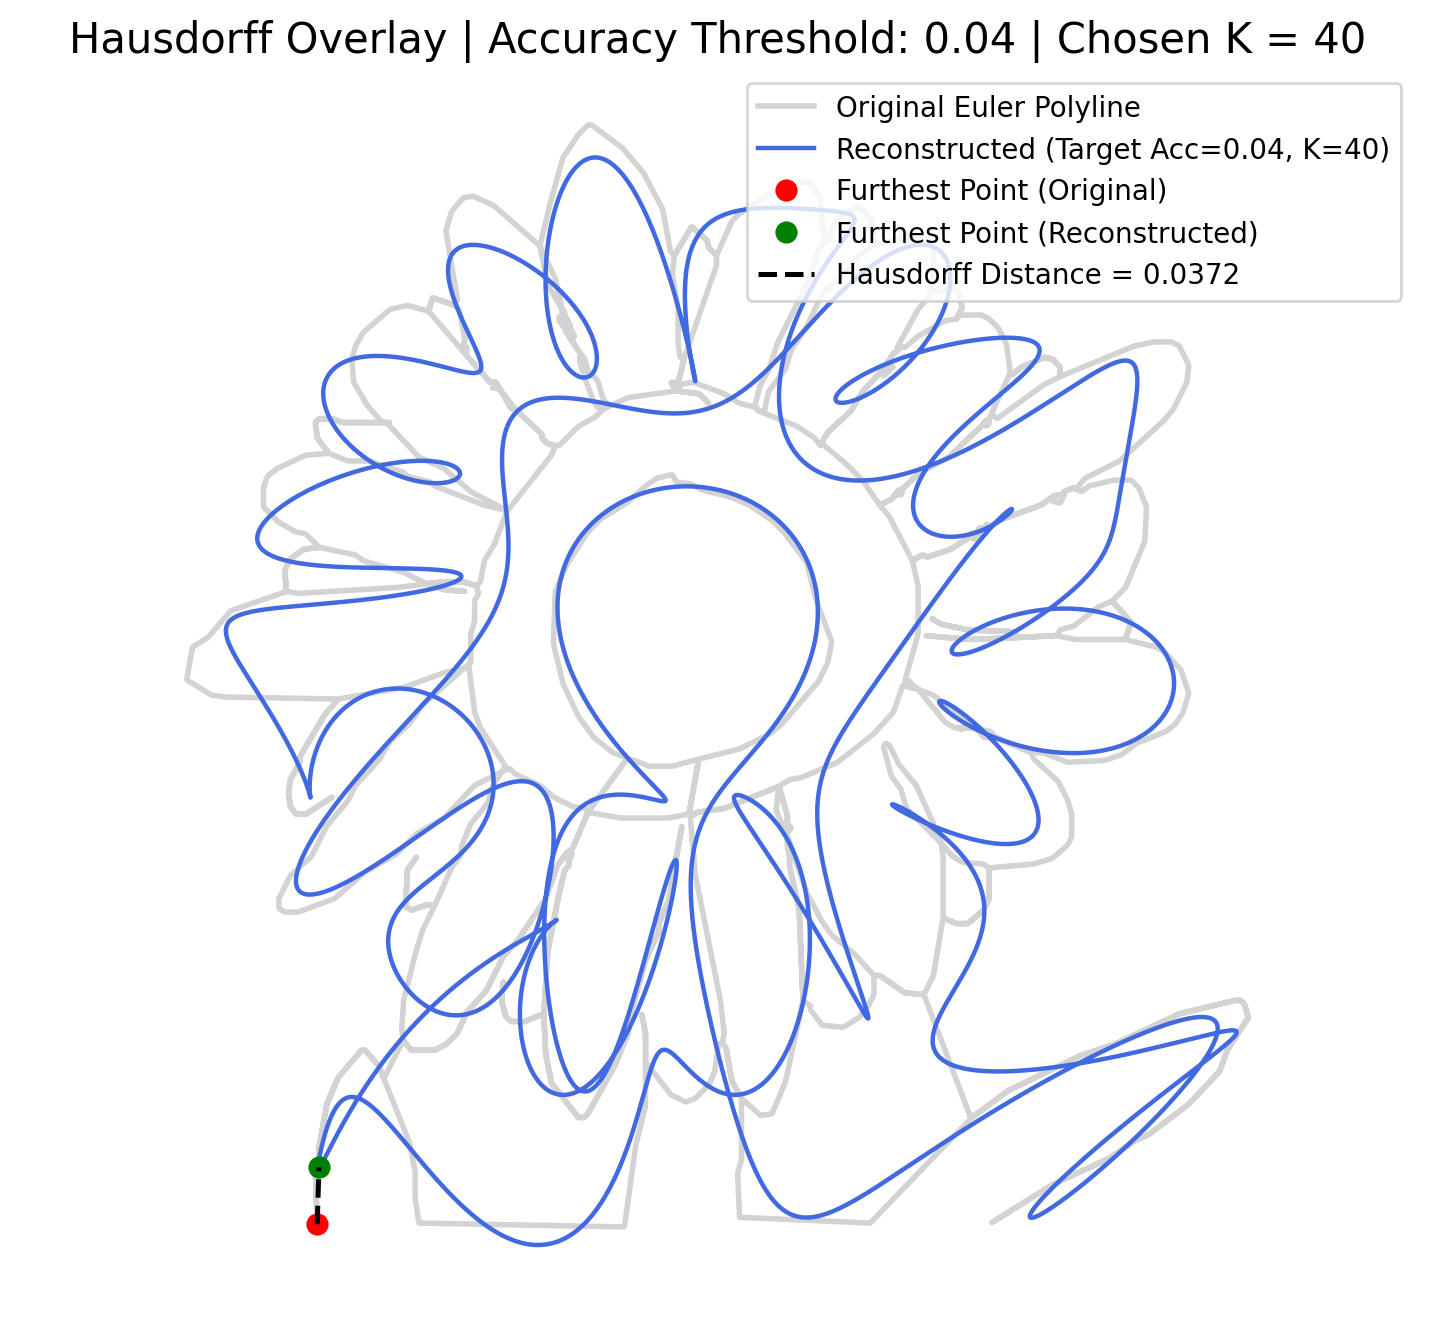 Hausdorff Overlay | Accuracy Threshold: 0.04 | Chosen K = 40
Original Euler Polyline
Reconstructed (Target Acc=0.04, K=40)
Furthest Point (Original)
Furthest Point (Reconstructed)
Hausdorff Distance = 0.0372